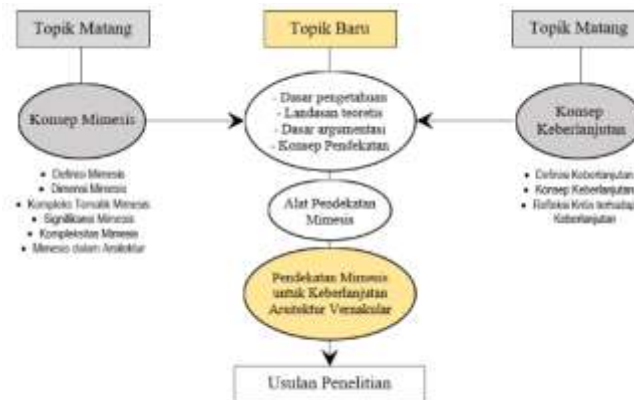 Topik Matang
Topik Baru
Topik Matang
Konsep Mimesis
- Dasar pengetahuan
- Landasan teoretis
- Dasar argumentasi
- Konsep Pendekatan
Konsep
Keberlanjutan
• Definisi Mimesis
• Dimensi Mimesis
• Kompleks Tematik Mimesis
• Signifikansi Mimesis
• Kompleksitas Mimesis
• Mimesis dalam Arsitektur
• Definisi Keberlanjutan
• Konsep Keberlanjutan
• Refleksi Kritis terhadap
Keberlanjutan
Alat Pendekatan
Mimesis
Pendekatan Mimesis
untuk Keberlanjutan
Arsitektur Vernakular
Usulan Penelitian